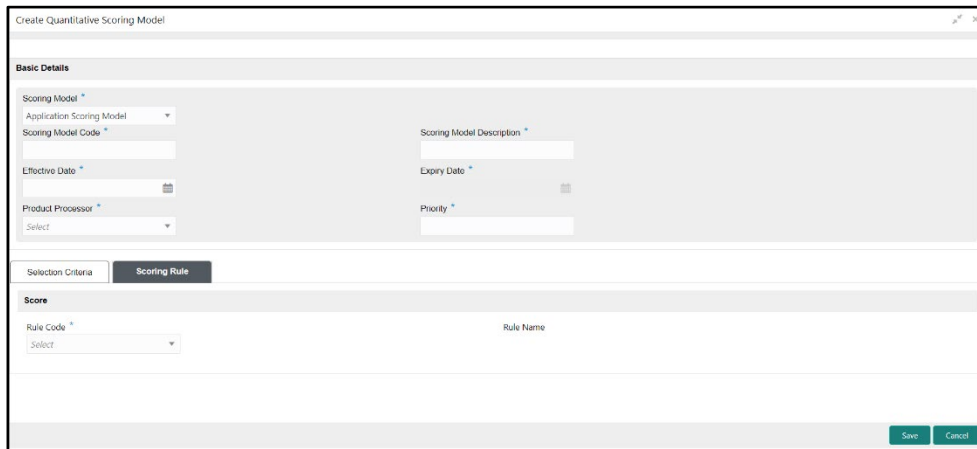 Create Quantitative Scoring Model
Basic Details
Scoring Model *
Application Scoring Model
Scoring Model Code *
Scoring Model Description *
Effective Date *
Expiry Date *
Product Processor *
Priority *
Select
Selection Criteria
Scoring Rule
Score
Rule Code *
Rule Name
Select
Save
Cancel